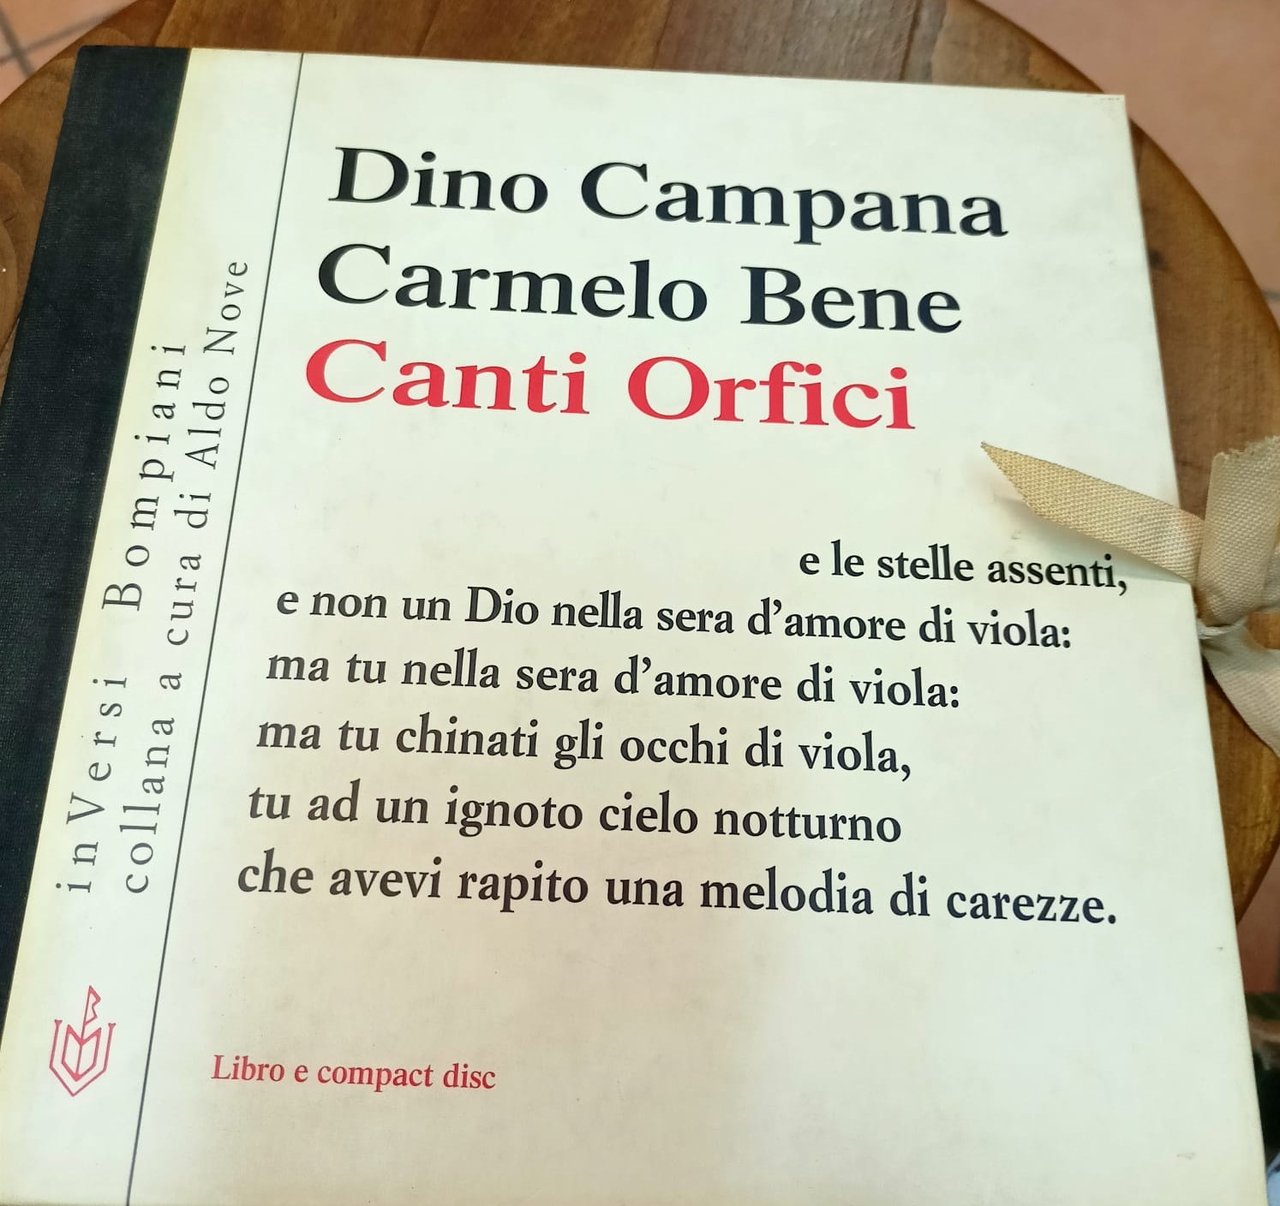 Dino Campana
Carmelo Bene
Canti Orfici
e le stelle assenti,
e non un Dio nella sera d’amore di viola:
ma tu nella sera d’amore di viola:
ma tu chinati gli occhi di viola,
tu ad un ignoto cielo notturno
che avevi rapito una melodia di carezze.
Libro e compact disc
inVersi Bompiani
collana a cura di Aldo Nove